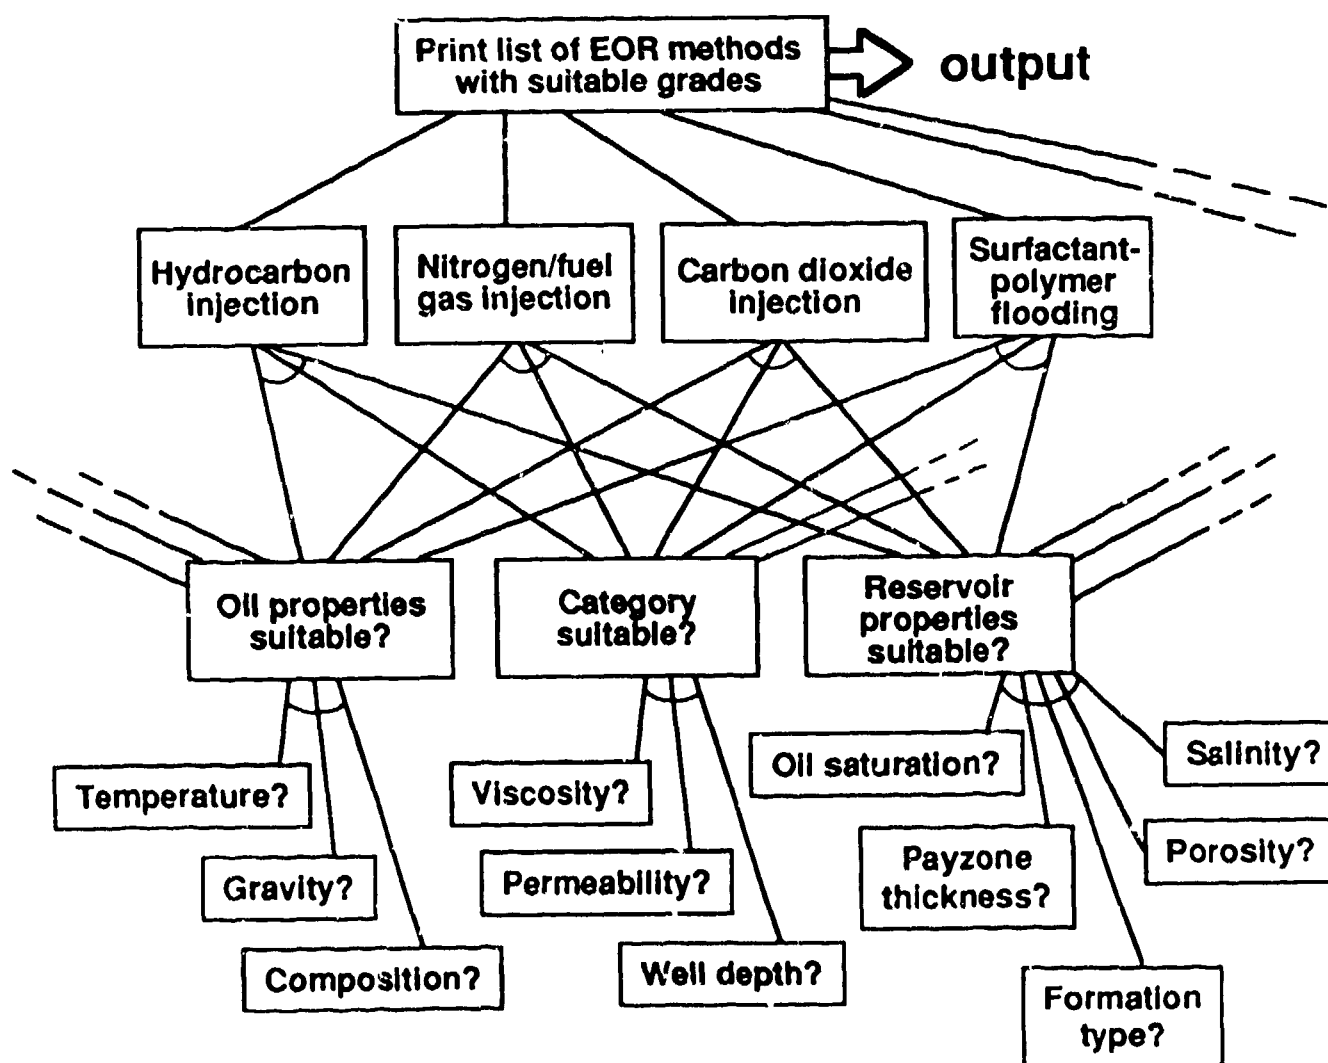 Print list of EOR methods
with suitable grades
output
Hydrocarbon
injection
Nitrogen/fuel
gas injection
Carbon dioxide
injection
Surfactant-
polymer
flooding
Oil properties
suitable?
Category
suitable?
Reservoir
properties
suitable?
Temperature?
Gravity?
Composition?
Viscosity?
Permeability?
Well depth?
Oil saturation?
Payzone
thickness?
Formation
type?
Porosity?
Salinity?